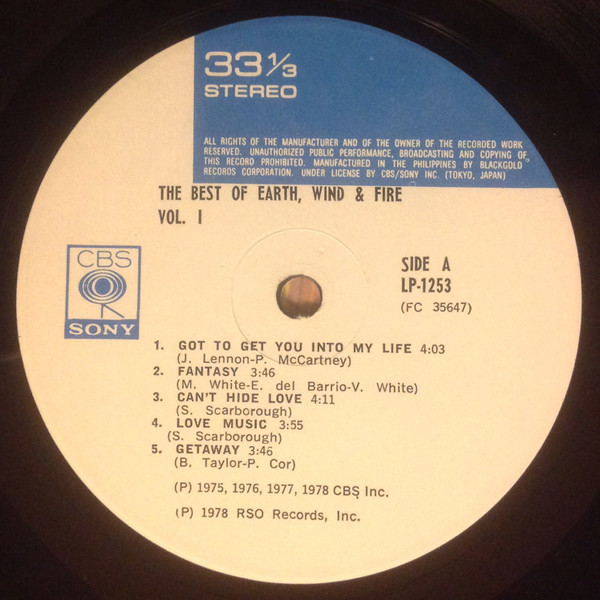 33 1/3
STEREO
ALL RIGHTS OF THE MANUFACTURER AND OF THE OWNER OF THE RECORDED WORK
RESERVED. UNAUTHORIZED PUBLIC PERFORMANCE, BROADCASTING AND COPYING OF
THIS RECORD PROHIBITED. MANUFACTURED IN THE PHILIPPINES BY BLACKGOLD
RECORDS CORPORATION. UNDER LICENSE BY CBS/SONY INC. (TOKYO, JAPAN)
THE BEST OF EARTH, WIND & FIRE
VOL. I
CBS
SONY
SIDE A
LP-1253
(FC 35647)
1. GOT TO GET YOU INTO MY LIFE 4:03
(J. Lennon-P. McCartney)
2. FANTASY 3:46
(M. White-E. del Barrio-V. White)
3. CAN'T HIDE LOVE 4:11
(S. Scarborough)
4. LOVE MUSIC 3:55
(S. Scarborough)
5. GETAWAY 3:46
(B. Taylor-P. Cor)
(P) 1975, 1976, 1977, 1978 CBS Inc.
(P) 1978 RSO Records, Inc.